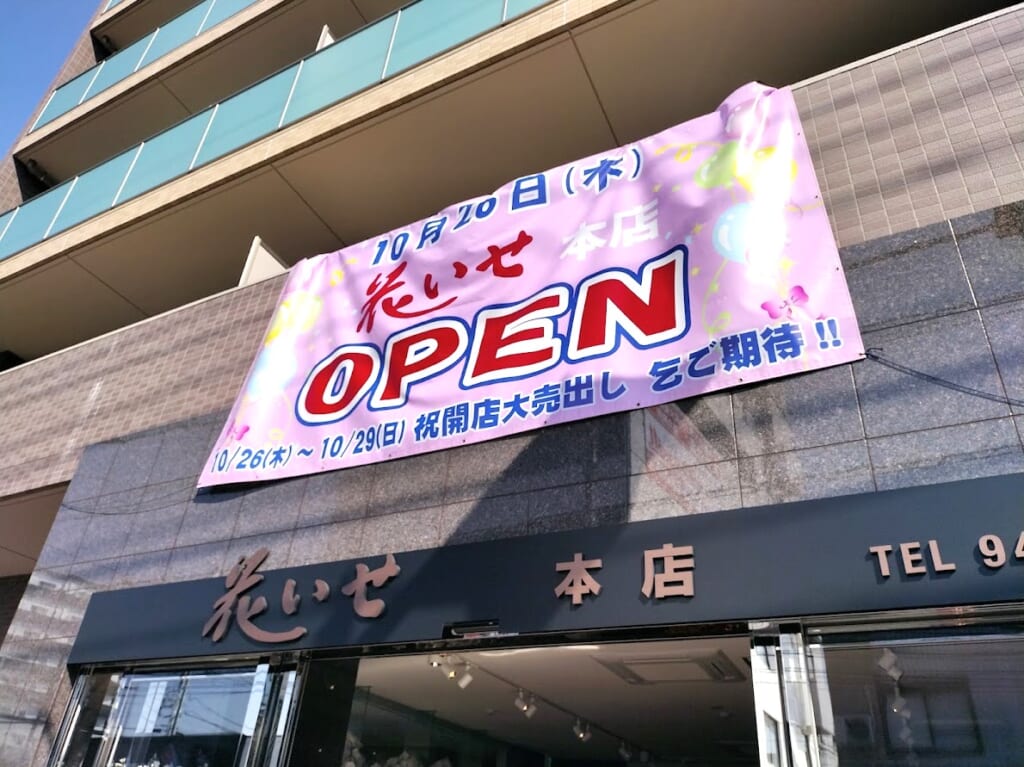 10月26日(木)
花いせ 本店
OPEN
10/26(木)～10/29(日) 祝開店大売出し 乞ご期待!!
花いせ 本店 TEL 94